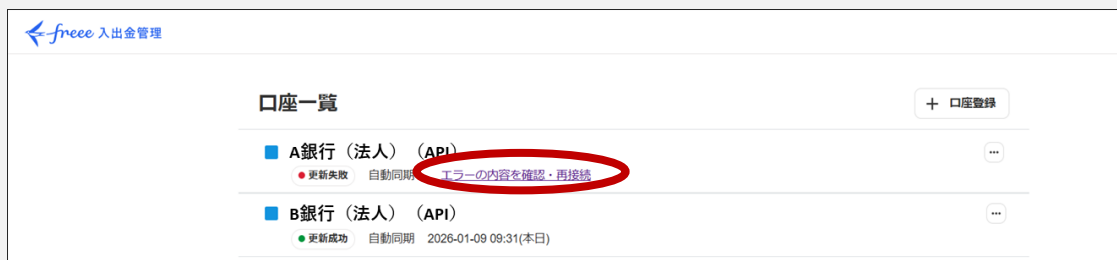 freee 入出金管理
口座一覧
+ 口座登録
A銀行（法人）（API）
更新失敗 自動同期 エラーの内容を確認・再接続
B銀行（法人）（API）
更新成功 自動同期 2026-01-09 09:31(本日)